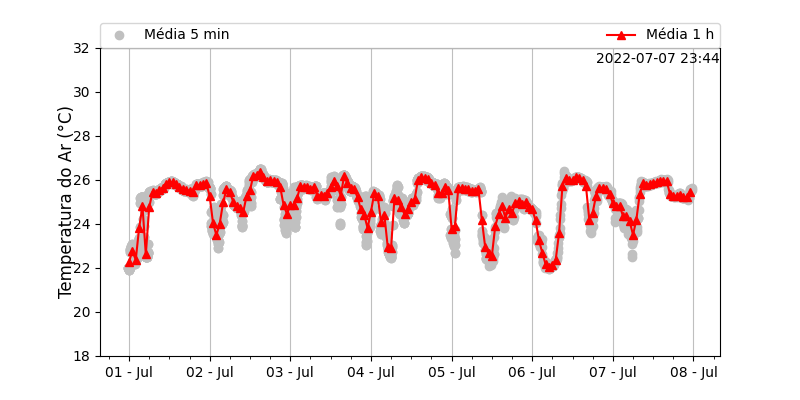 Média 5 min
Média 1 h
2022-07-07 23:44
Temperatura do Ar (°C)
32
30
28
26
24
22
20
18
01 - Jul
02 - Jul
03 - Jul
04 - Jul
05 - Jul
06 - Jul
07 - Jul
08 - Jul